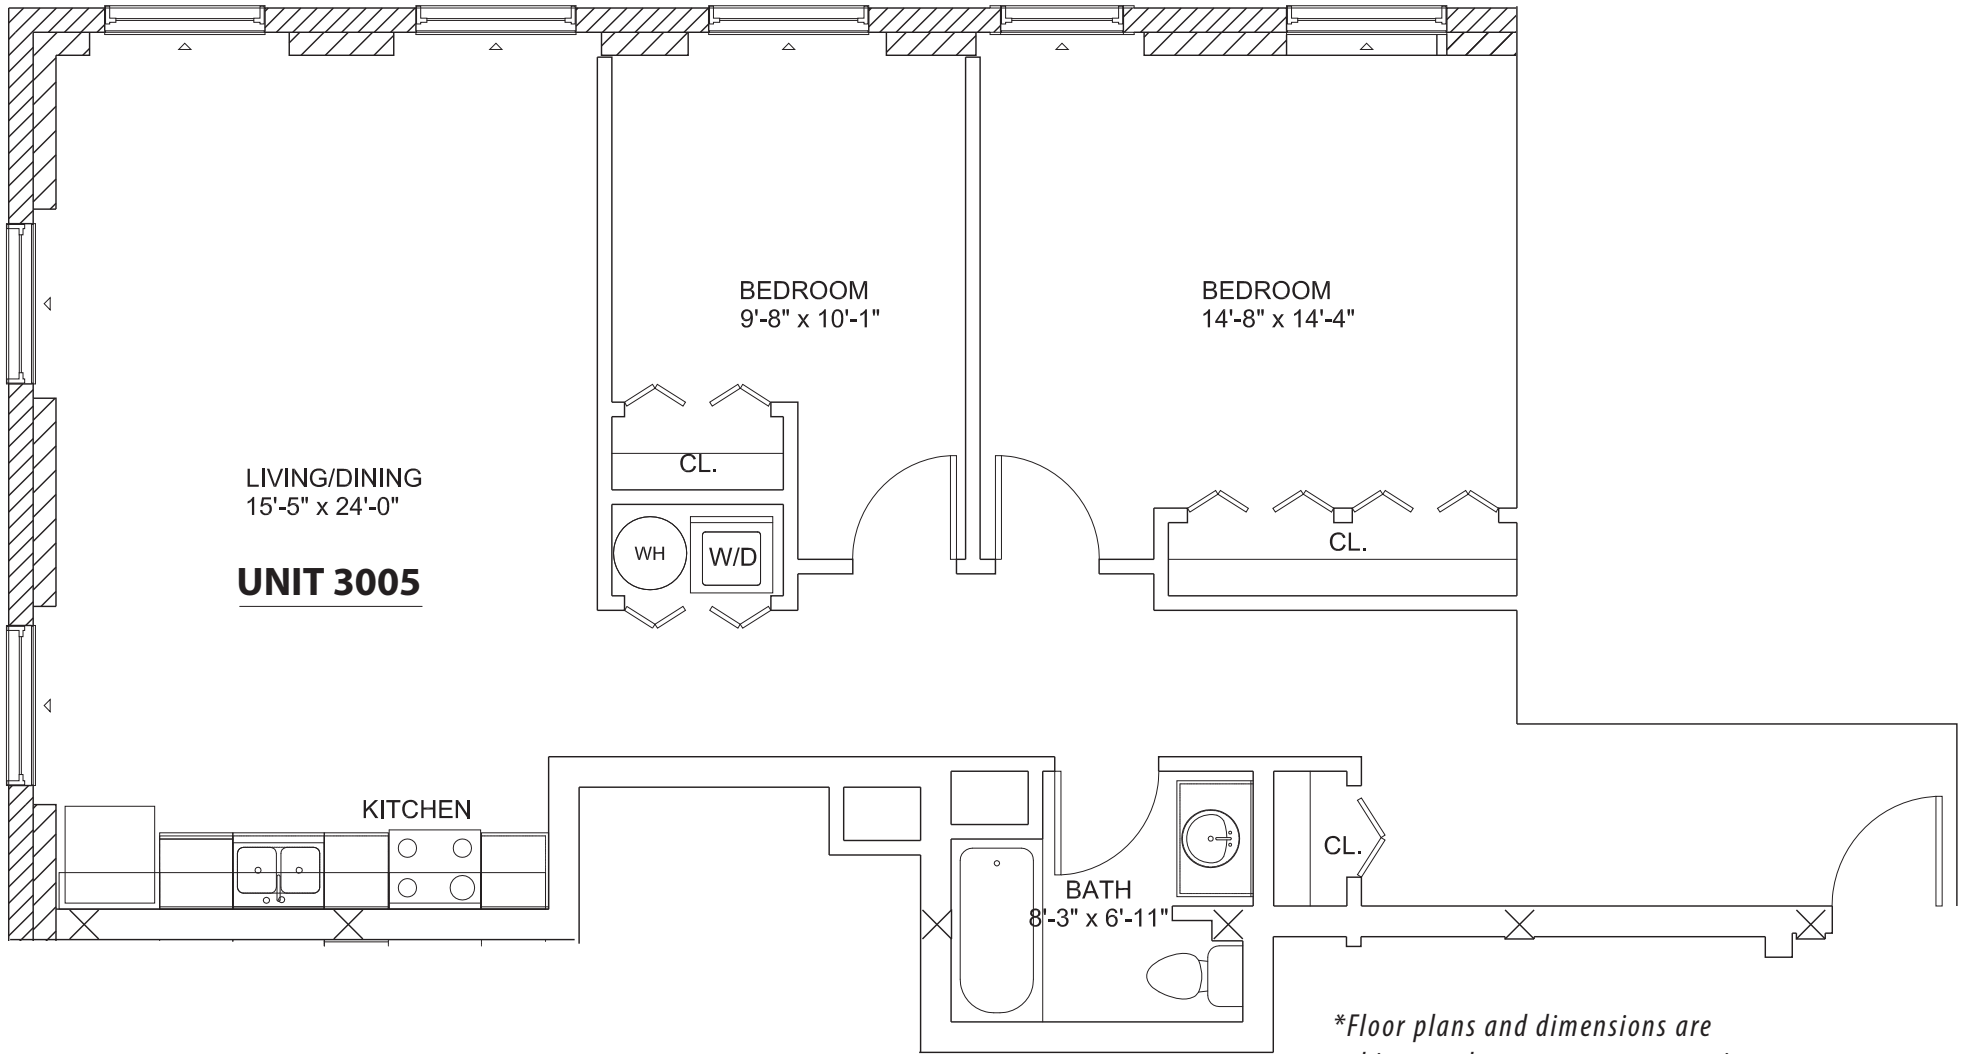 BEDROOM
9'-8" x 10'-1"
BEDROOM
14'-8" x 14'-4"
LIVING/DINING
15'-5" x 24'-0"
UNIT 3005
CL.
WH
W/D
CL.
KITCHEN
CL.
BATH
8'-3" x 6'-11"
*Floor plans and dimensions are